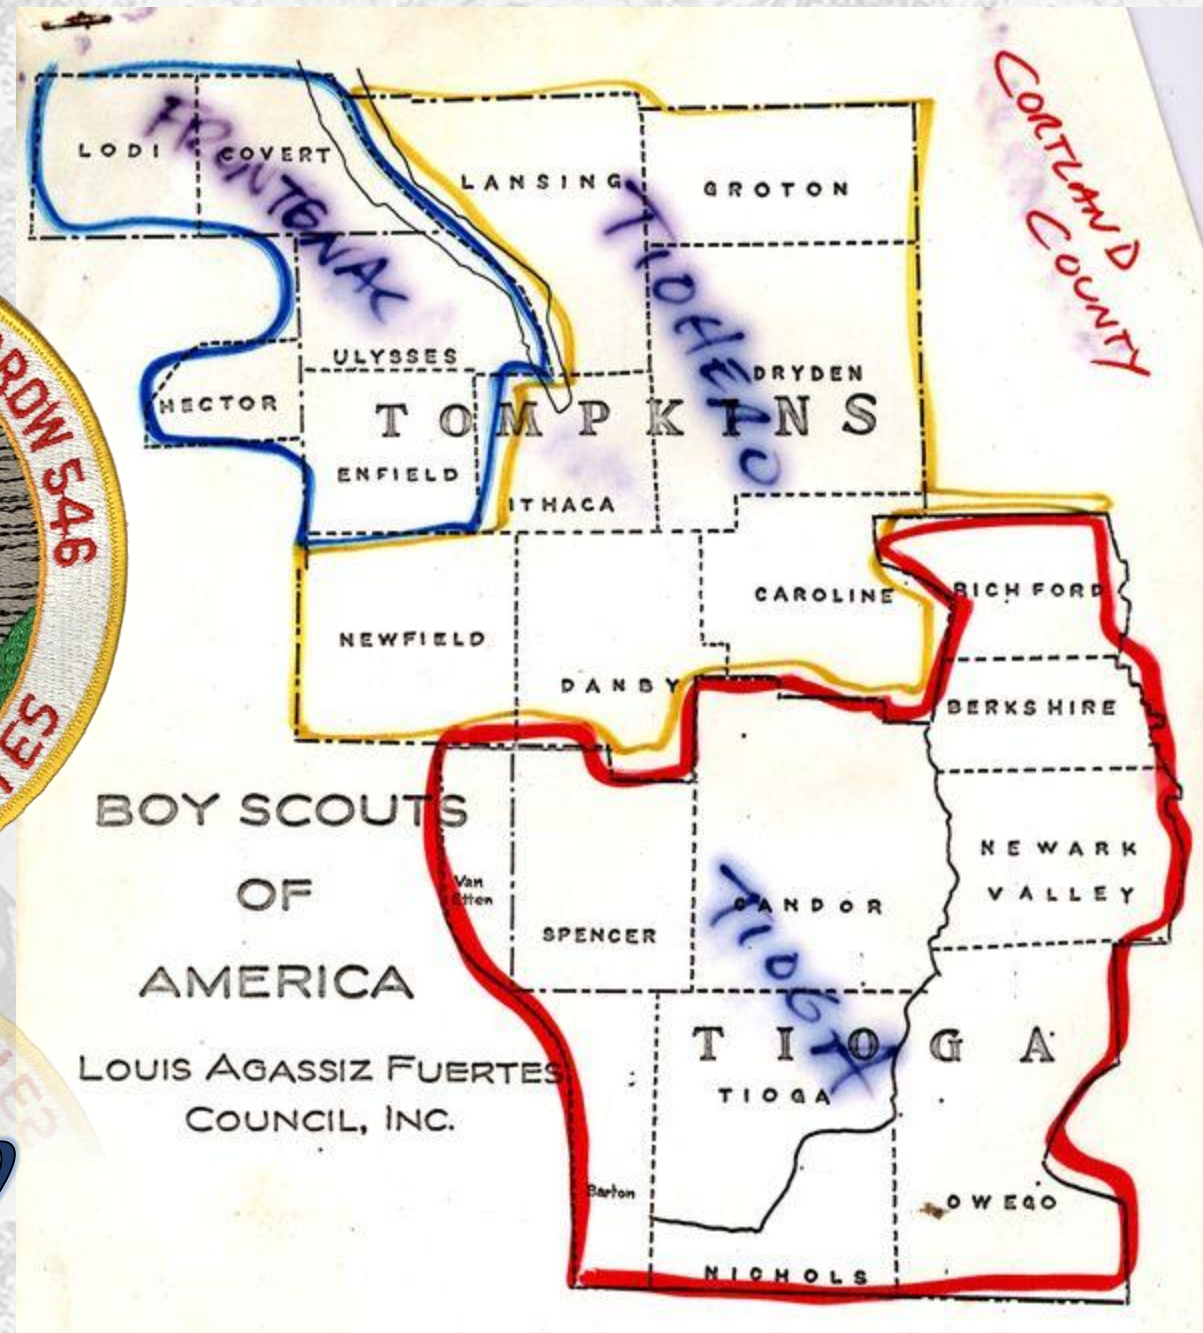 CORTLAND
COUNTY
LODI
COVERT
FRONTENAC
LANSING
GROTON
TIOHERO
ULYSSES
HECTOR
DRYDEN
TOMPKINS
ENFIELD
ITHACA
ROW 546
CAROLINE
RICHFORD
NEWFIELD
DANBY
BERKSHIRE
BOY SCOUTS
OF
AMERICA
LOUIS AGASSIZ FUERTES
COUNCIL, INC.
Van
Etten
SPENCER
CANDOR
NEWARK
VALLEY
TIOGA
TIOGA
TIOGA
Barton
OWEGO
NICHOLS